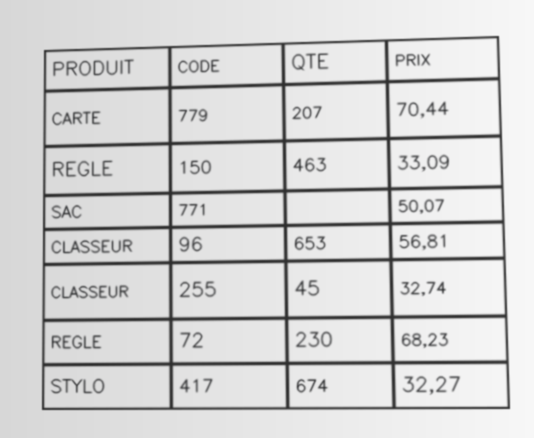 PRODUIT CODE QTE PRIX
CARTE 779 207 70,44
REGLE 150 463 33,09
SAC 771 50,07
CLASSEUR 96 653 56,81
CLASSEUR 255 45 32,74
REGLE 72 230 68,23
STYLO 417 674 32,27